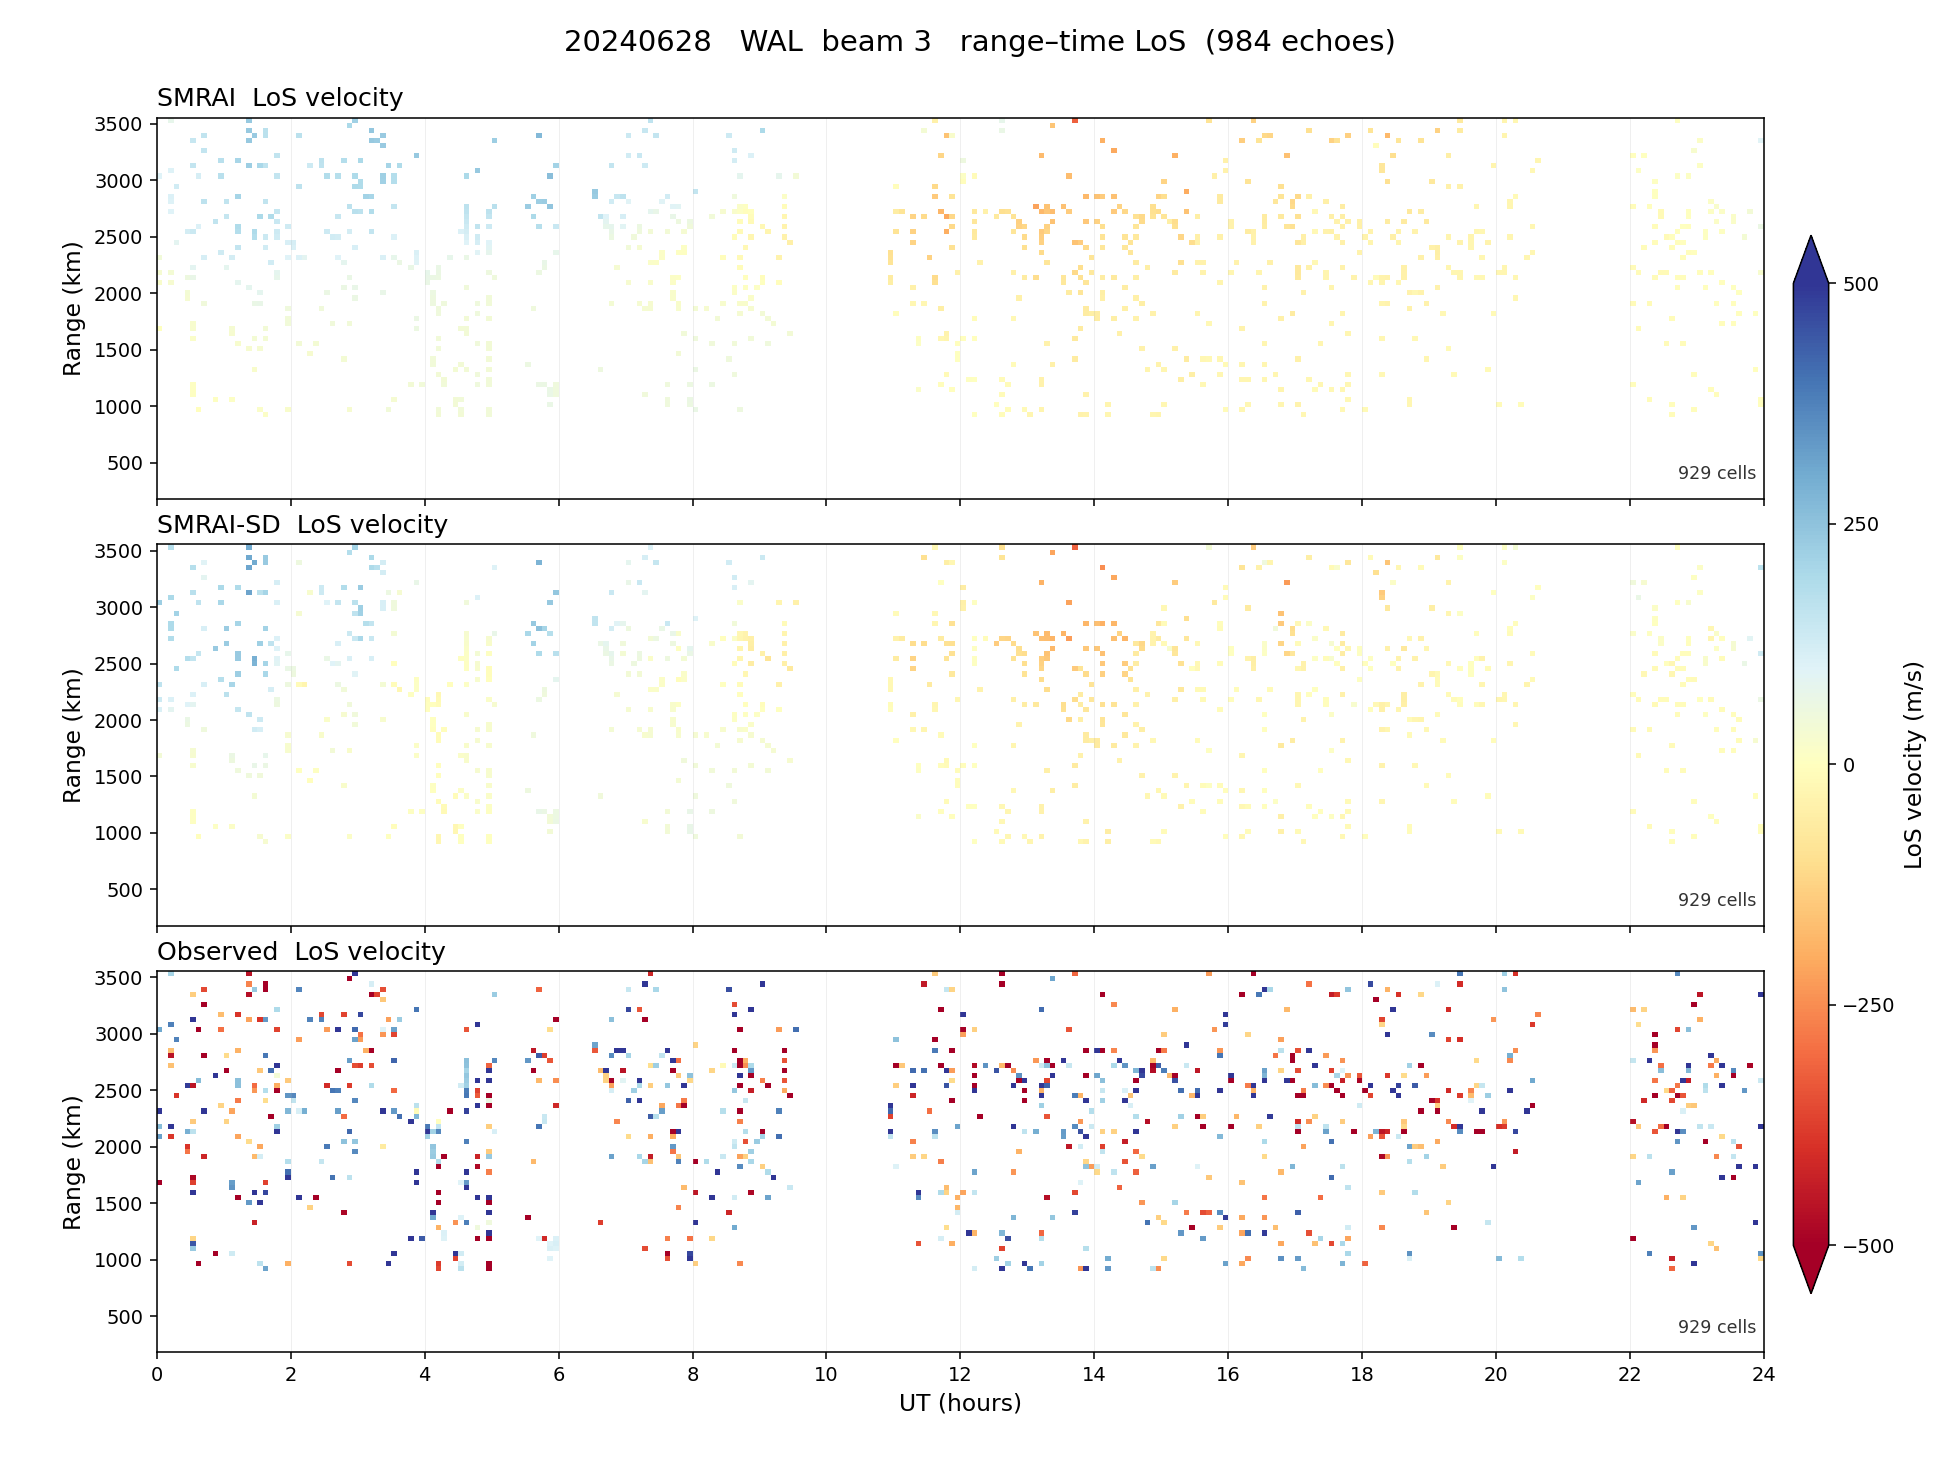 20240628   WAL  beam 3   range–time LoS  (984 echoes)
SMRAI  LoS velocity
3500
3000
2500
2000
1500
1000
500
Range (km)
929 cells
SMRAI-SD  LoS velocity
3500
3000
2500
2000
1500
1000
500
Range (km)
929 cells
Observed  LoS velocity
3500
3000
2500
2000
1500
1000
500
Range (km)
929 cells
0 2 4 6 8 10 12 14 16 18 20 22 24
UT (hours)
500
250
0
−250
−500
LoS velocity (m/s)